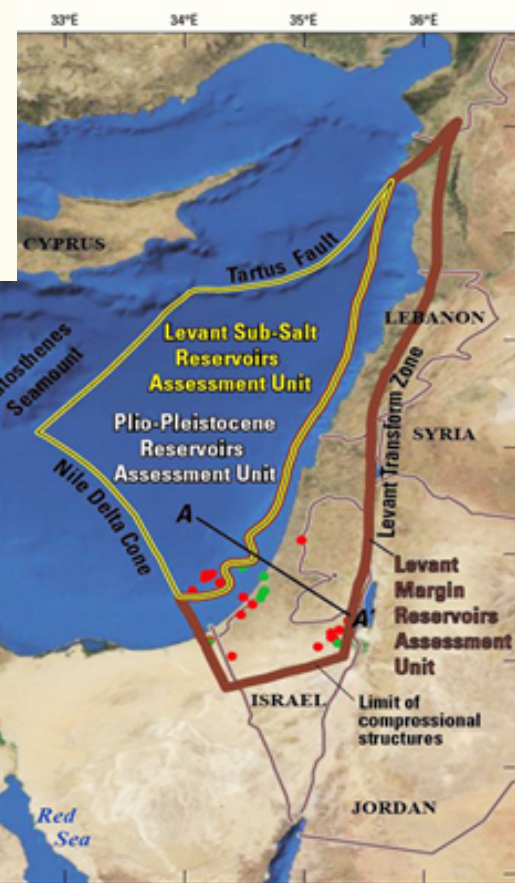 33°E
34°E
35°E
36°E
CYPRUS
Tartus Fault
Seamount
Levant Sub-Salt
Reservoirs
Assessment Unit
LEBANON
Plio-Pleistocene
Reservoirs
Assessment Unit
SYRIA
Nile Delta Cone
Levant Transform Zone
A
Levant
Margin
Reservoirs
Assessment
Unit
A'
ISRAEL
Limit of
compressional
structures
JORDAN
Red
Sea